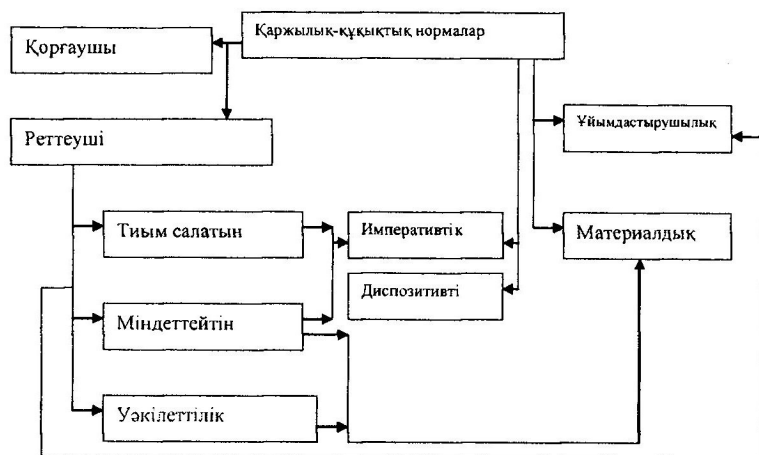 Қаржылық-құқықтық нормалар
Қорғаушы
Реттеуші
Ұйымдастырушылық
Тиым салатын
Императивтік
Материалдық
Диспозитивті
Міндеттейтін
Уәкілеттілік